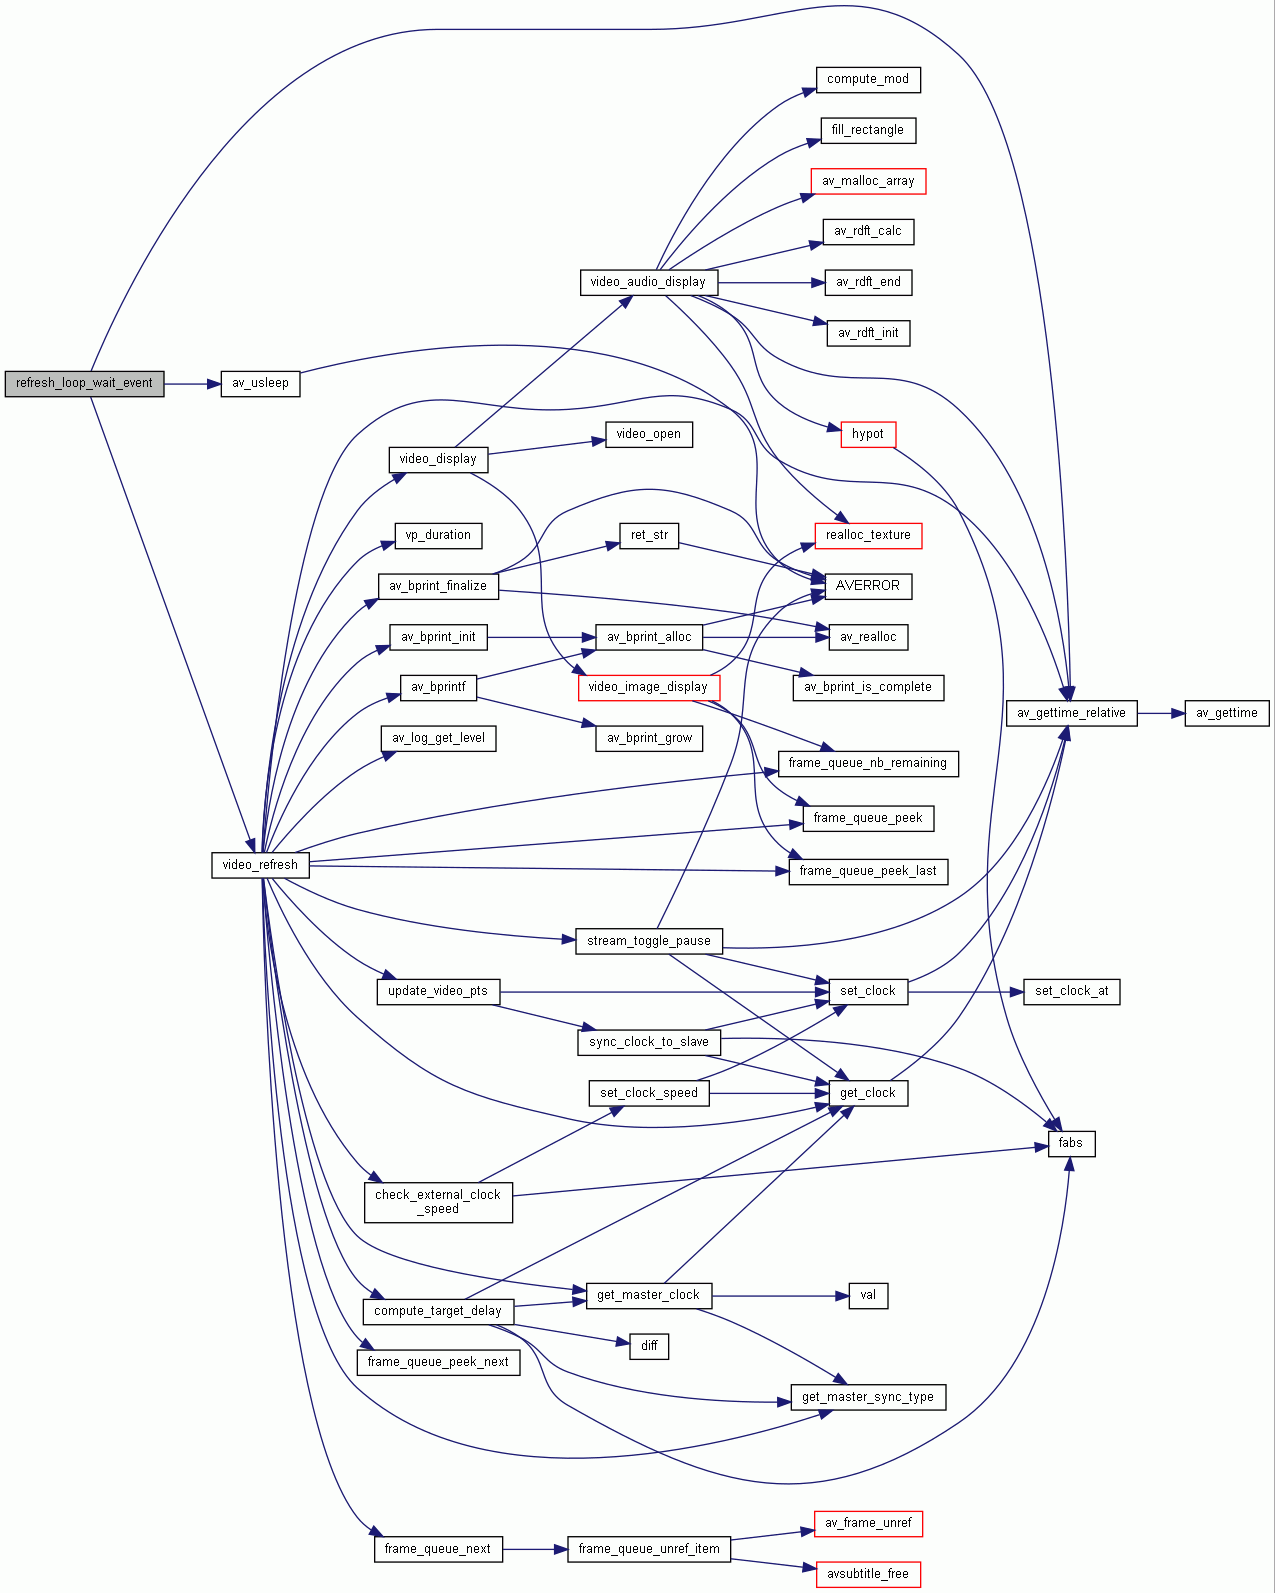 compute_mod
fill_rectangle
av_malloc_array
av_rdft_calc
video_audio_display
av_rdft_end
av_rdft_init
refresh_loop_wait_event
av_usleep
video_open
hypot
video_display
vp_duration
ret_str
realloc_texture
av_bprint_finalize
AVERROR
av_bprint_init
av_bprint_alloc
av_realloc
av_bprintf
video_image_display
av_bprint_is_complete
av_gettime_relative
av_gettime
av_log_get_level
av_bprint_grow
frame_queue_nb_remaining
frame_queue_peek
video_refresh
frame_queue_peek_last
stream_toggle_pause
update_video_pts
set_clock
set_clock_at
sync_clock_to_slave
set_clock_speed
get_clock
fabs
check_external_clock
_speed
get_master_clock
val
compute_target_delay
diff
frame_queue_peek_next
get_master_sync_type
av_frame_unref
frame_queue_next
frame_queue_unref_item
avsubtitle_free